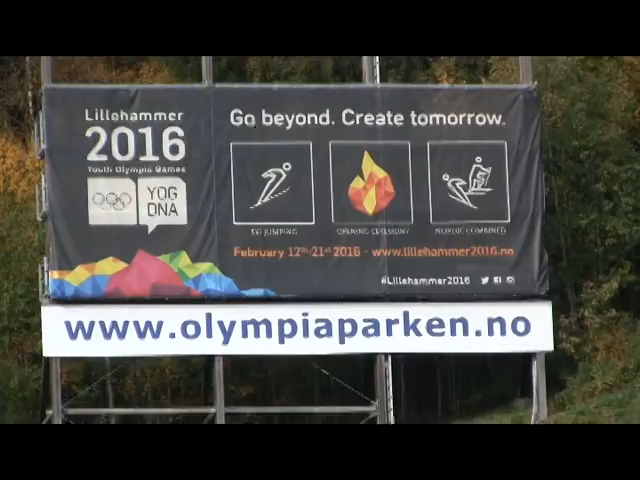 Lillehammer
2016
Youth Olympic Games
YOG
DNA
Go beyond. Create tomorrow.
SKI JUMPING
OPENING CEREMONY
NORDIC COMBINED
February 12th-21st 2016 - www.lillehammer2016.no
#Lillehammer2016
www.olympiaparken.no